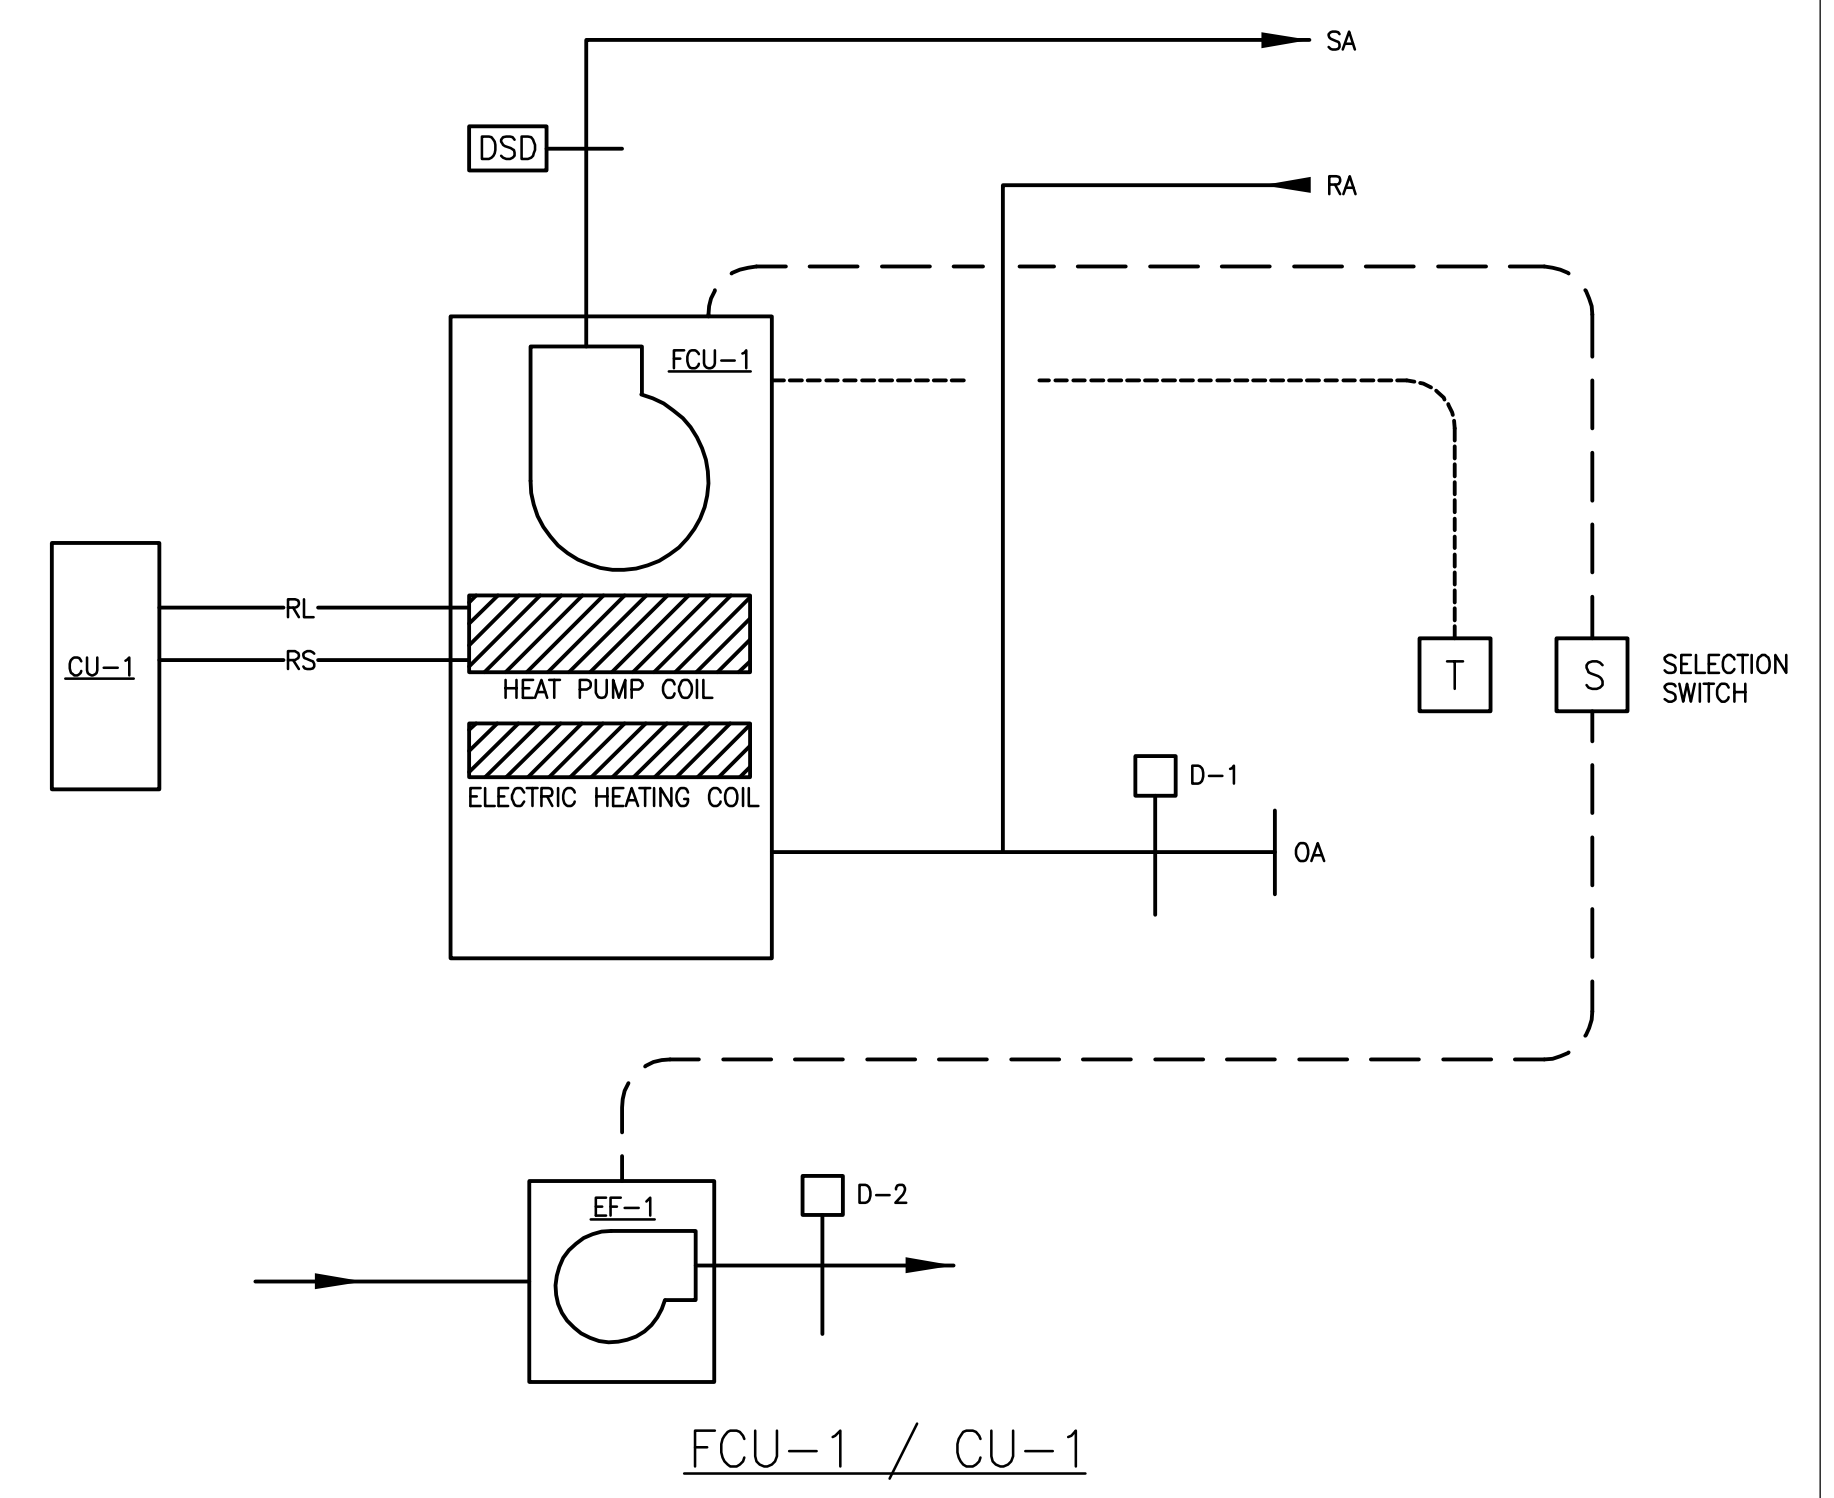 SA
DSD
RA
FCU-1
RL
RS
CU-1
HEAT PUMP COIL
T
S
SELECTION
SWITCH
D-1
ELECTRIC HEATING COIL
OA
EF-1
D-2
FCU-1 / CU-1